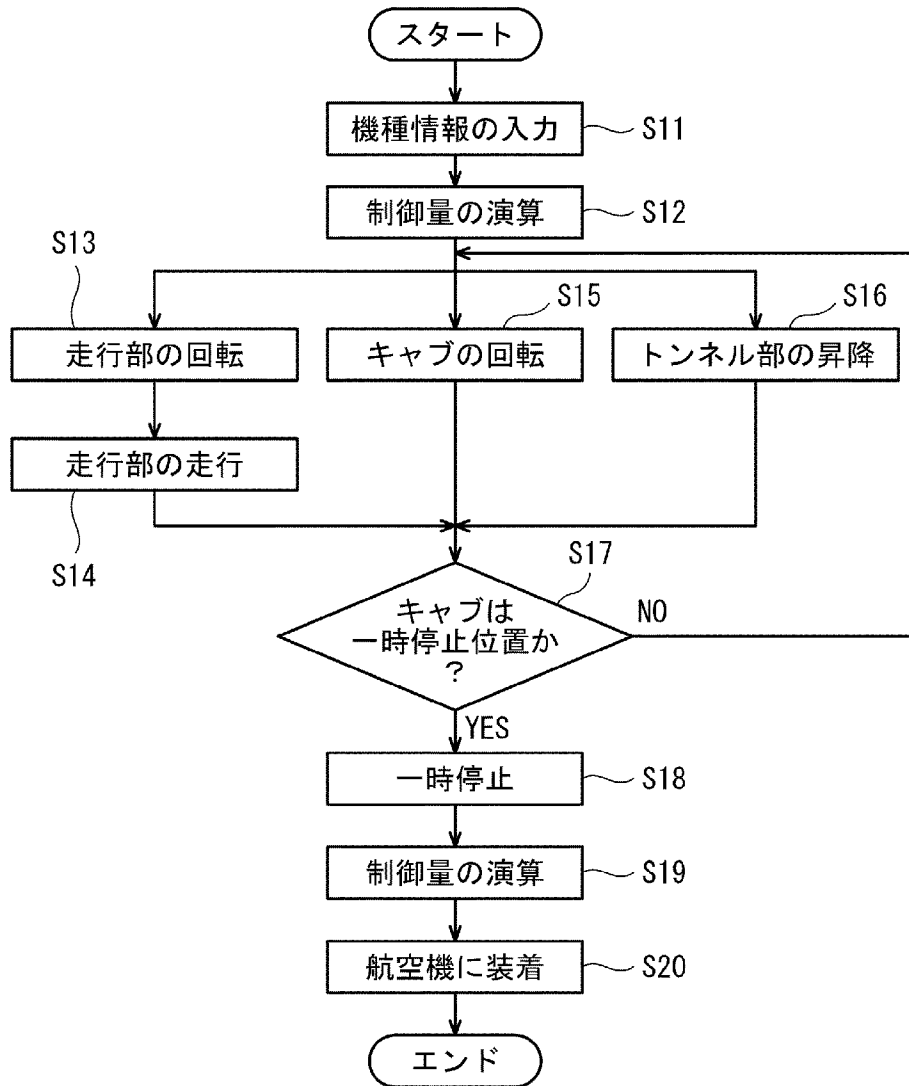 スタート
機種情報の入力
S11
制御量の演算
S12
S13
S15
S16
走行部の回転
キャブの回転
トンネル部の昇降
走行部の走行
S14
S17
キャブは
一時停止位置か
?
NO
YES
一時停止
S18
制御量の演算
S19
航空機に装着
S20
エンド